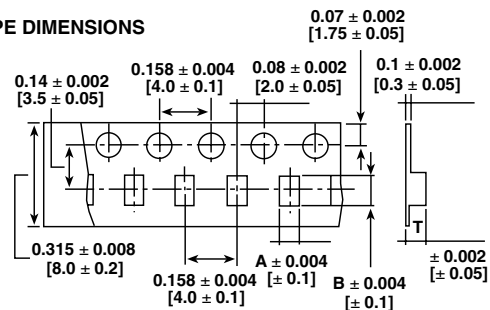 PE DIMENSIONS
0.07 ± 0.002
[1.75 ± 0.05]
0.14 ± 0.002
[3.5 ± 0.05]
0.158 ± 0.004
[4.0 ± 0.1]
0.08 ± 0.002
[2.0 ± 0.05]
0.1 ± 0.002
[0.3 ± 0.05]
T
0.315 ± 0.008
[8.0 ± 0.2]
0.158 ± 0.004
[4.0 ± 0.1]
A ± 0.004
[± 0.1]
B ± 0.004
[± 0.1]
± 0.002
[± 0.05]